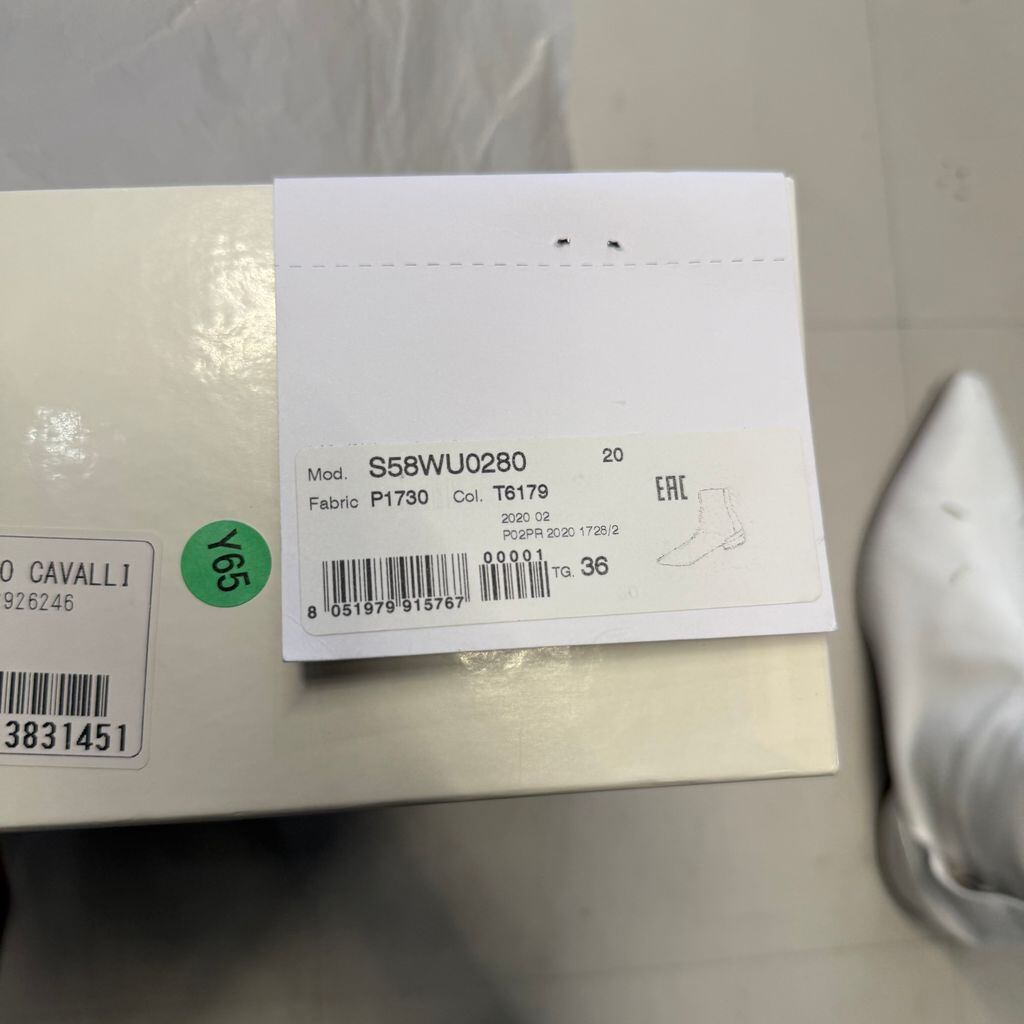 Mod. S58WU0280 20
Fabric P1730 Col. T6179
EAC
2020 02
P02PR 2020 1728/2
00001
TG. 36
8 051979 915767
Y65
O CAVALLI
926246
3831451